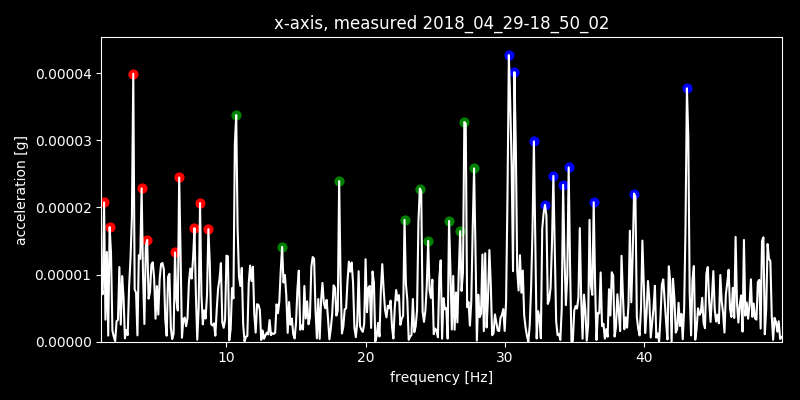 x-axis, measured 2018_04_29-18_50_02
acceleration [g]
0.00004
0.00003
0.00002
0.00001
0.00000
10 20 30 40
frequency [Hz]